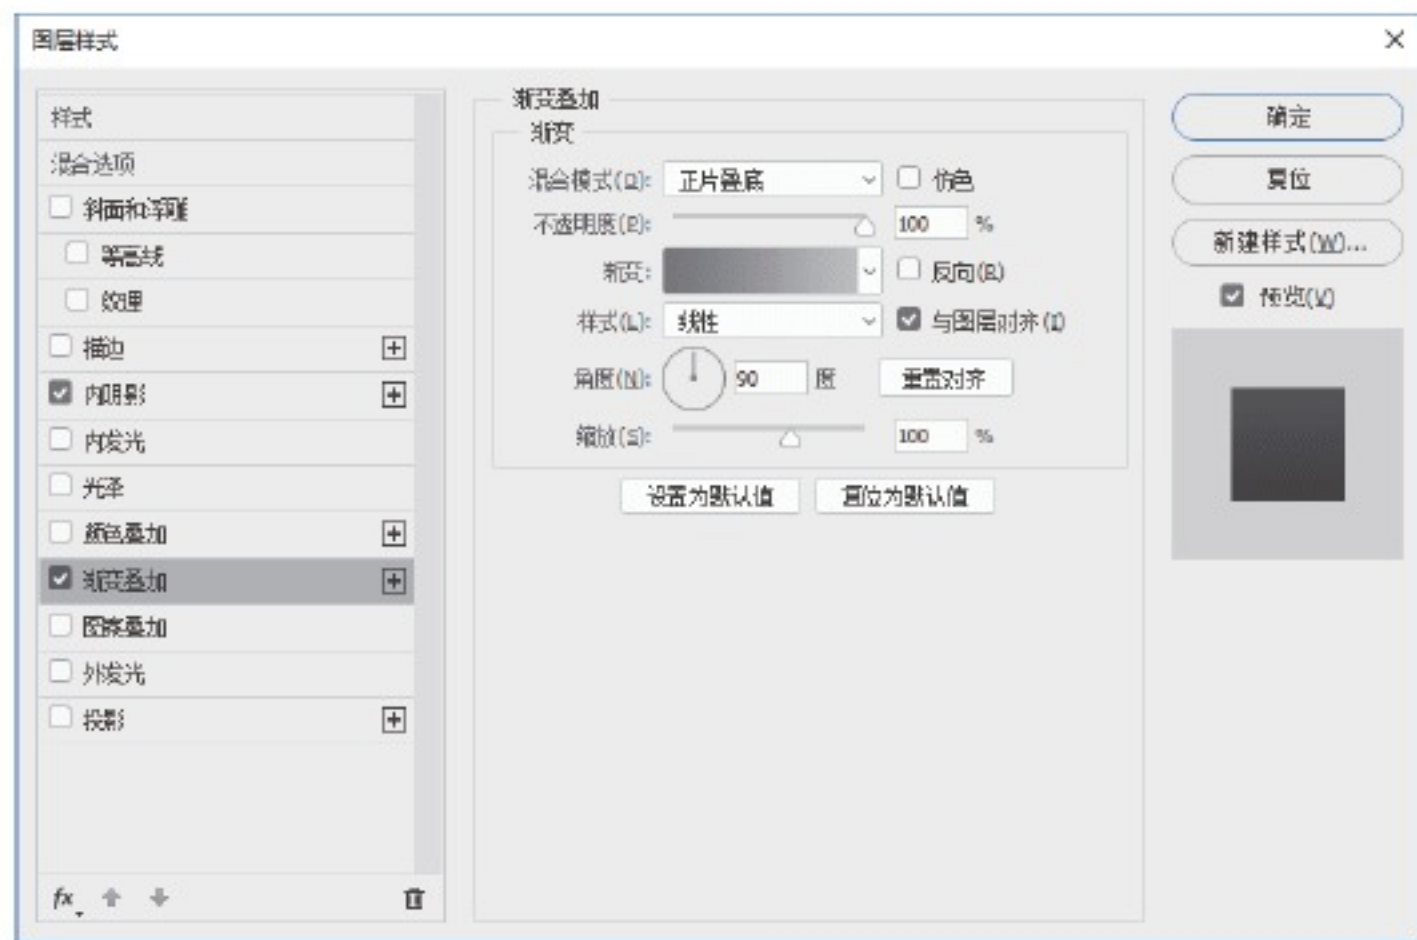 图层样式
样式
混合选项
斜面和浮雕
等高线
纹理
描边
内阴影
内发光
光泽
颜色叠加
渐变叠加
图案叠加
外发光
投影
fx
渐变叠加
渐变
混合模式(O): 正片叠底 仿色
不透明度(P): 100 %
渐变: 反向(R)
样式(L): 线性 与图层对齐(I)
角度(N): 90 度 重置对齐
缩放(S): 100 %
设置为默认值 复位为默认值
确定
复位
新建样式(W)...
预览(V)